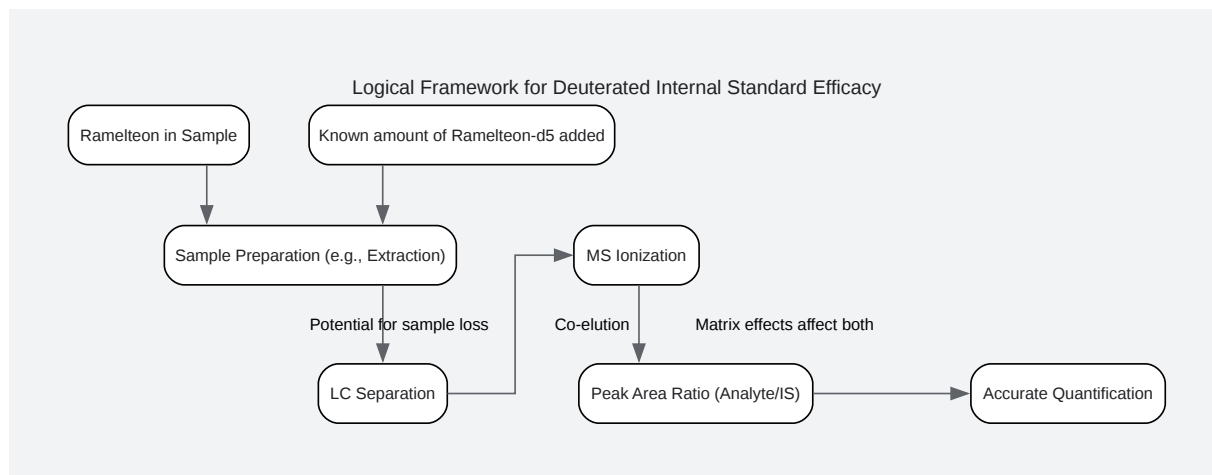 Logical Framework for Deuterated Internal Standard Efficacy
Ramelteon in Sample
Known amount of Ramelteon-d5 added
Sample Preparation (e.g., Extraction)
MS Ionization
Potential for sample loss
Co-elution
Matrix effects affect both
LC Separation
Peak Area Ratio (Analyte/IS)
Accurate Quantification